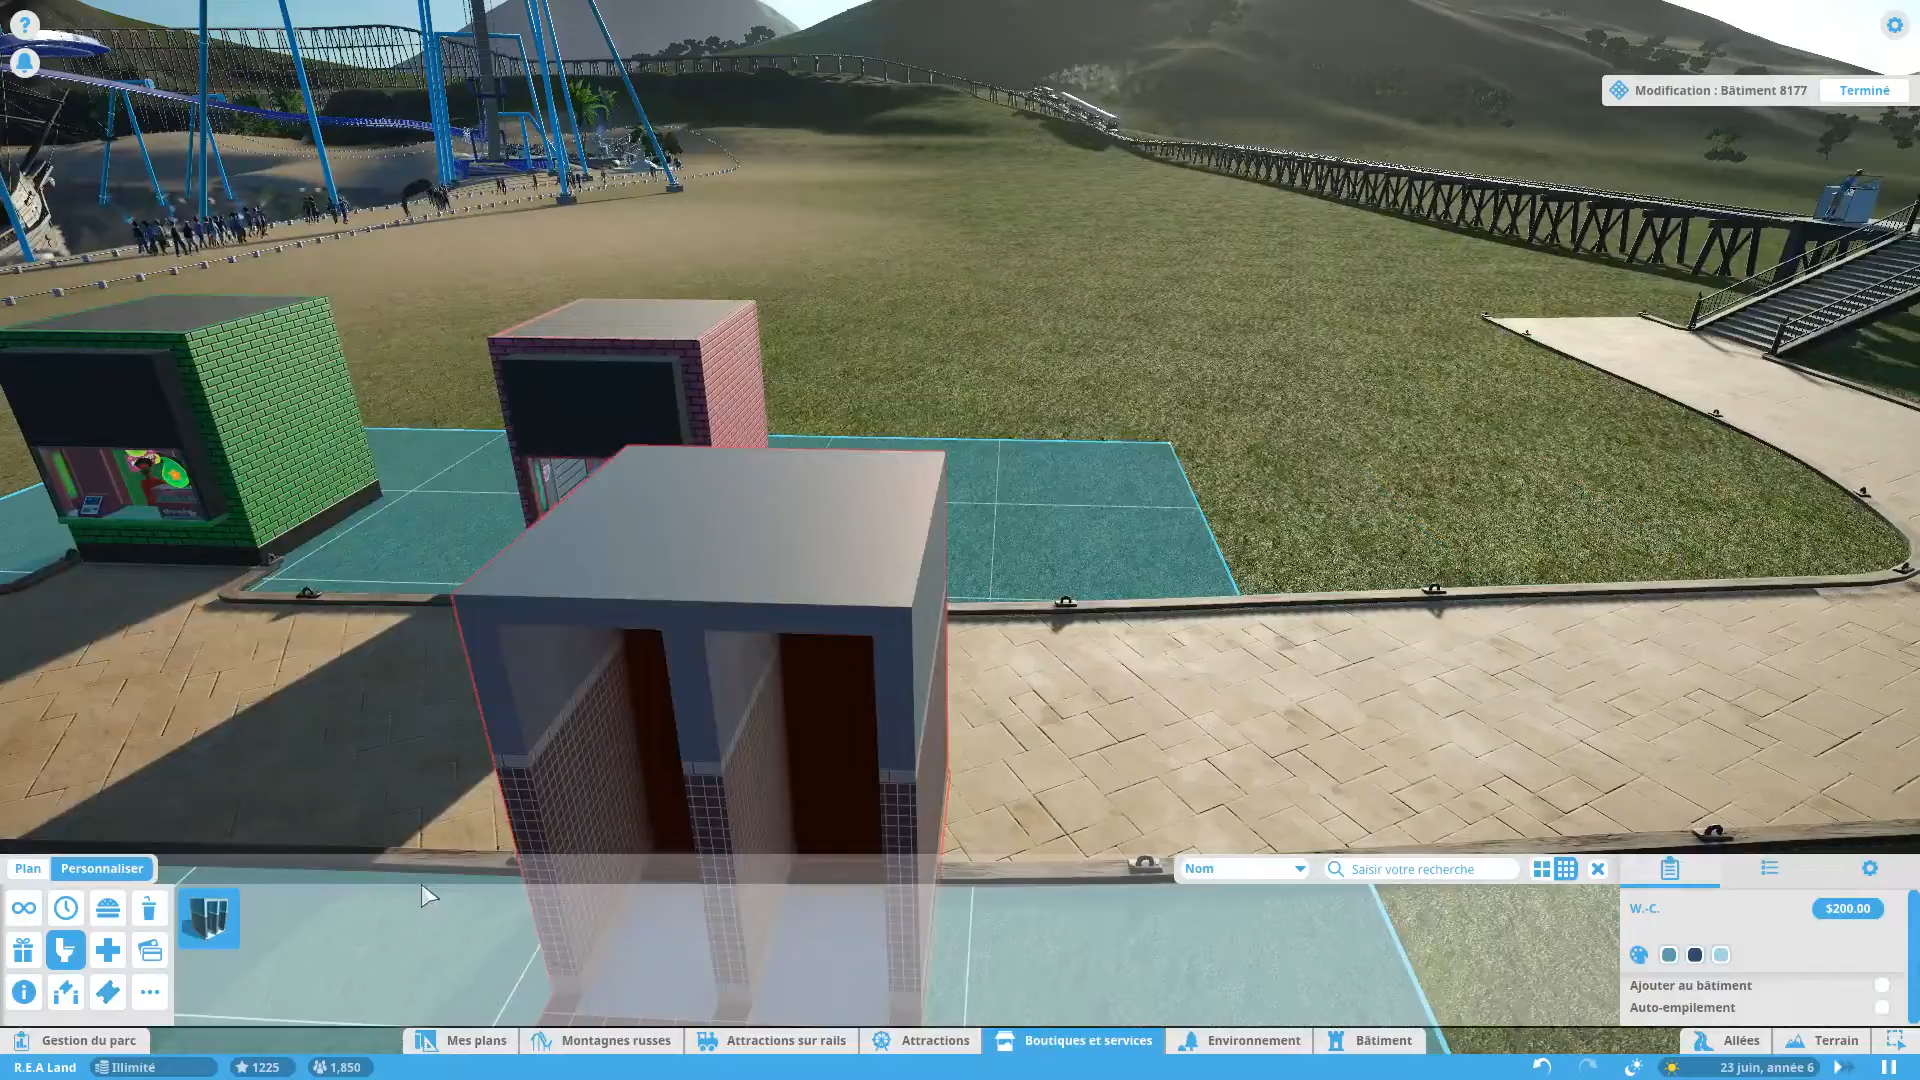 Modification : Bâtiment 8177
Terminé
Plan
Personnaliser
Nom
Saisir votre recherche
W.-C.
$200.00
Ajouter au bâtiment
Auto-empilement
Gestion du parc
Mes plans
Montagnes russes
Attractions sur rails
Attractions
Boutiques et services
Environnement
Bâtiment
Allées
Terrain
R.E.A Land
Illimité
1225
1,850
23 juin, année 6